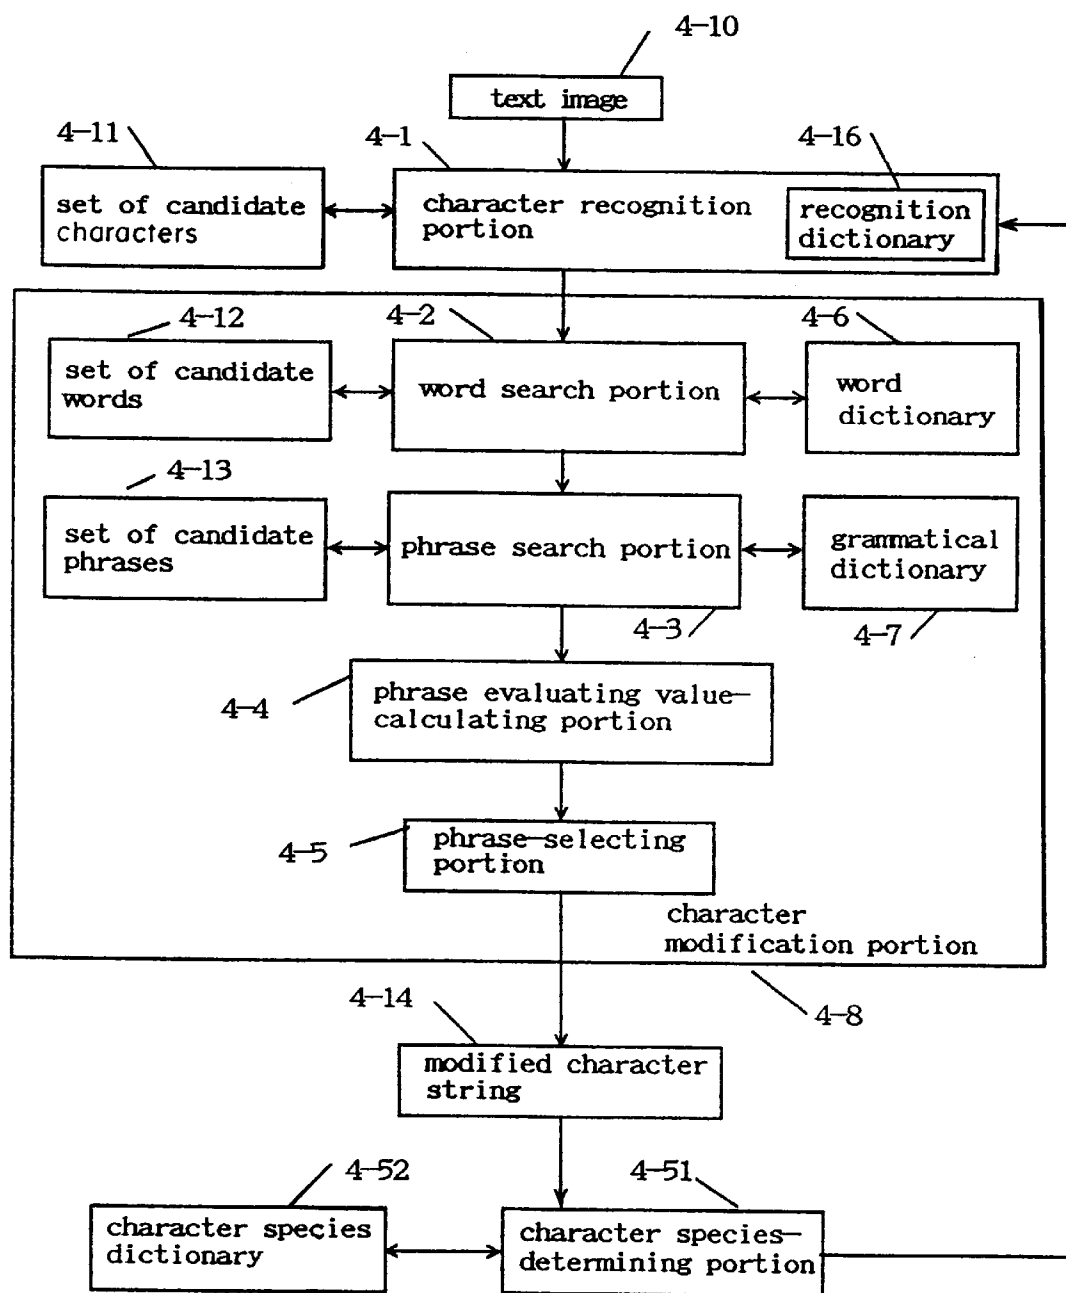 4-10
text image
4-11
4-1
4-16
set of candidate
characters
character recognition
portion
recognition
dictionary
4-12
4-2
4-6
set of candidate
words
word search portion
word
dictionary
4-13
set of candidate
phrases
phrase search portion
grammatical
dictionary
4-3
4-7
4-4
phrase evaluating value-
calculating portion
4-5
phrase-selecting
portion
character
modification portion
4-14
4-8
modified character
string
4-52
4-51
character species
dictionary
character species-
determining portion